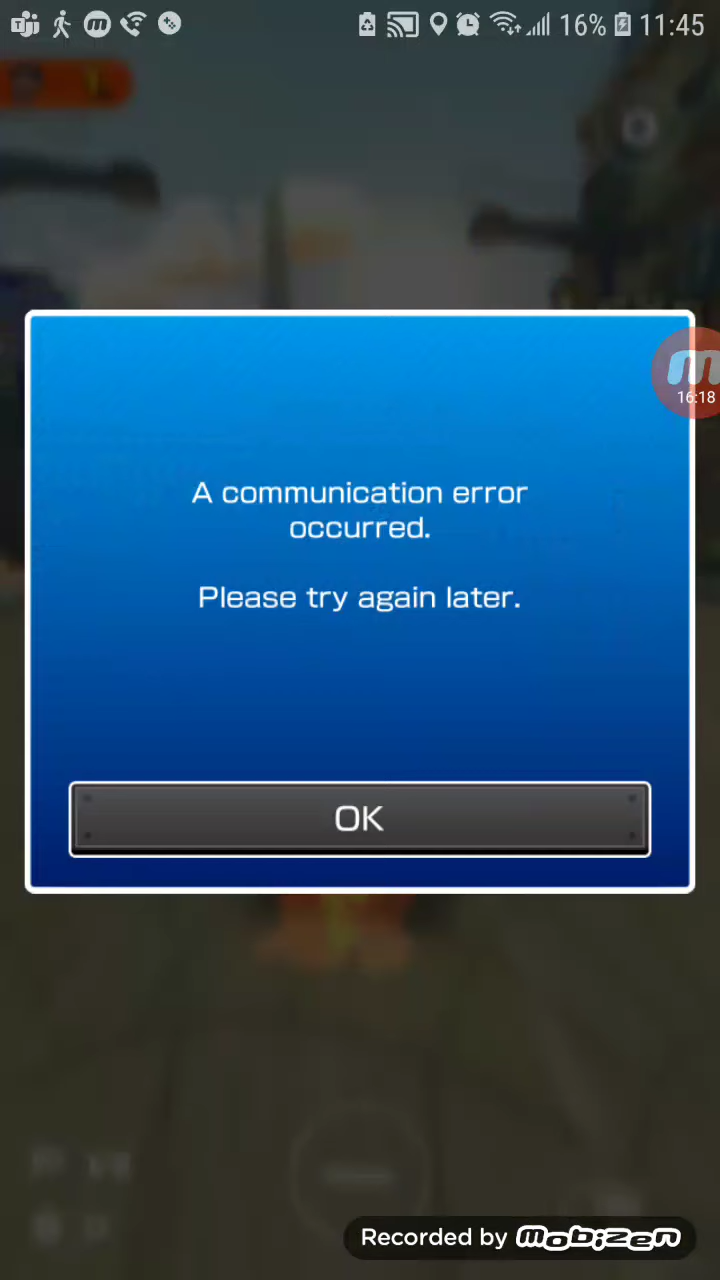 16% 11:45
16:18
A communication error
occurred.
Please try again later.
OK
Recorded by mobizen